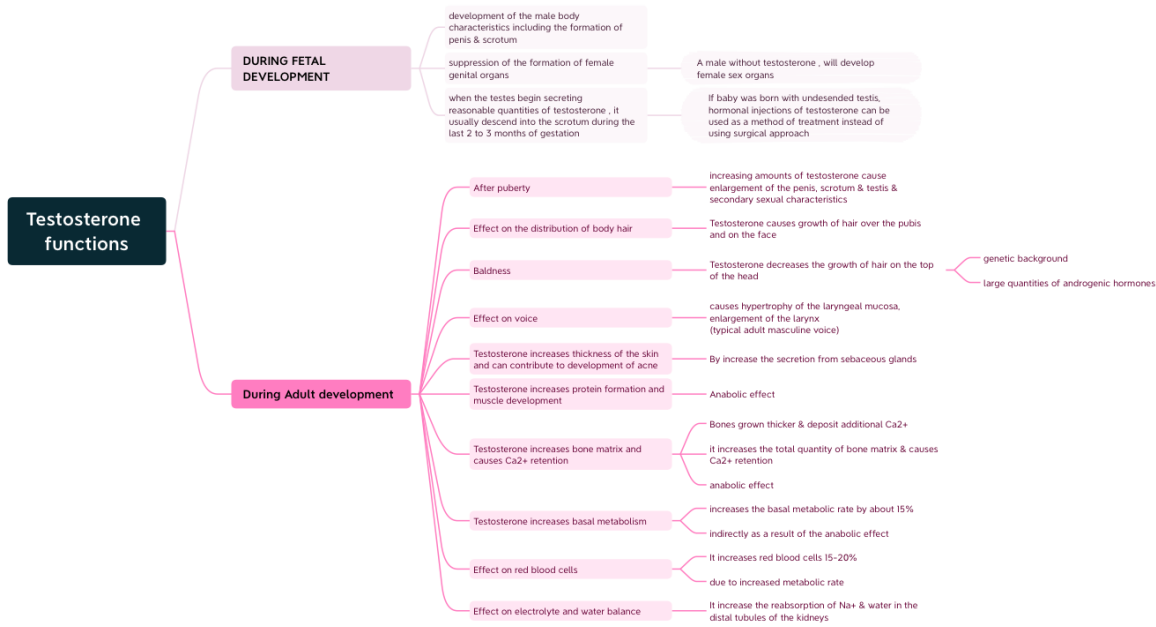 Testosterone
functions
DURING FETAL
DEVELOPMENT
development of the male body
characteristics including the formation of
penis & scrotum
suppression of the formation of female
genital organs
A male without testosterone , will develop
female sex organs
when the testes begin secreting
reasonable quantities of testosterone , it
usually descend into the scrotum during the
last 2 to 3 months of gestation
If baby was born with undesended testis,
hormonal injections of testosterone can be
used as a method of treatment instead of
using surgical approach
During Adult development
After puberty
increasing amounts of testosterone cause
enlargement of the penis, scrotum & testis &
secondary sexual characteristics
Effect on the distribution of body hair
Testosterone causes growth of hair over the pubis
and on the face
Baldness
Testosterone decreases the growth of hair on the top
of the head
genetic background
large quantities of androgenic hormones
Effect on voice
causes hypertrophy of the laryngeal mucosa,
enlargement of the larynx
(typical adult masculine voice)
Testosterone increases thickness of the skin
and can contribute to development of acne
By increase the secretion from sebaceous glands
Testosterone increases protein formation and
muscle development
Anabolic effect
Testosterone increases bone matrix and
causes Ca2+ retention
Bones grown thicker & deposit additional Ca2+
it increases the total quantity of bone matrix & causes
Ca2+ retention
anabolic effect
Testosterone increases basal metabolism
increases the basal metabolic rate by about 15%
indirectly as a result of the anabolic effect
Effect on red blood cells
It increases red blood cells 15-20%
due to increased metabolic rate
Effect on electrolyte and water balance
It increase the reabsorption of Na+ & water in the
distal tubules of the kidneys